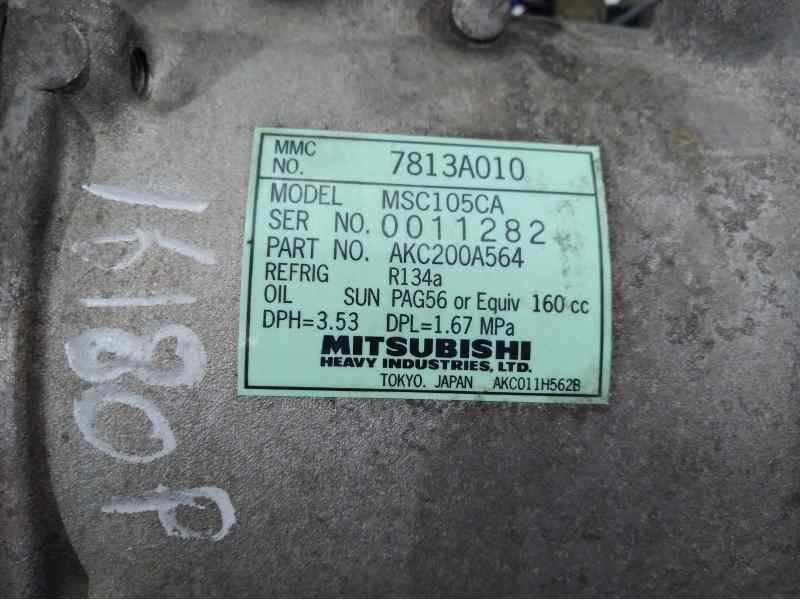 MMC NO. 7813A010
MODEL MSC105CA
SER NO. 0011282
PART NO. AKC200A564
REFRIG R134a
OIL SUN PAG56 or Equiv 160 cc
DPH=3.53 DPL=1.67 MPa
MITSUBISHI
HEAVY INDUSTRIES, LTD.
TOKYO. JAPAN AKC011H562B
1K180P